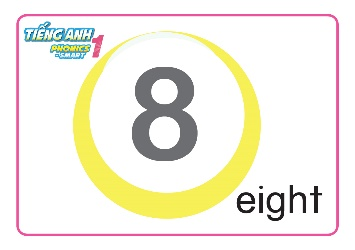 TIẾNG ANH
PHONICS
SMART
1
8
eight